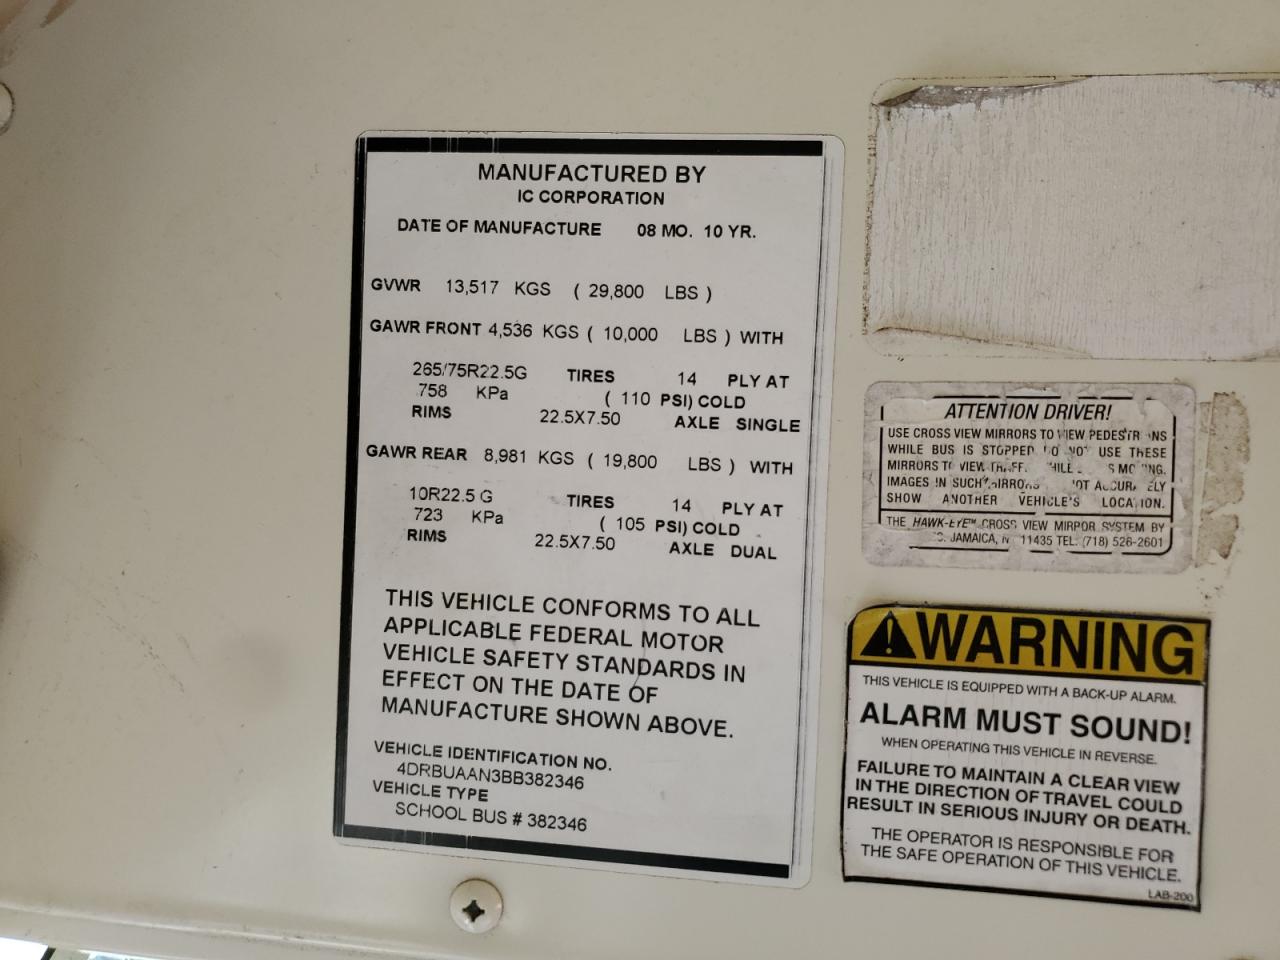 MANUFACTURED BY
IC CORPORATION
DATE OF MANUFACTURE 08 MO. 10 YR.
GVWR 13,517 KGS ( 29,800 LBS )
GAWR FRONT 4,536 KGS ( 10,000 LBS ) WITH
265/75R22.5G TIRES 14 PLY AT
758 KPa ( 110 PSI) COLD
RIMS 22.5X7.50 AXLE SINGLE
GAWR REAR 8,981 KGS ( 19,800 LBS ) WITH
10R22.5 G TIRES 14 PLY AT
723 KPa ( 105 PSI) COLD
RIMS 22.5X7.50 AXLE DUAL
THIS VEHICLE CONFORMS TO ALL
APPLICABLE FEDERAL MOTOR
VEHICLE SAFETY STANDARDS IN
EFFECT ON THE DATE OF
MANUFACTURE SHOWN ABOVE.
VEHICLE IDENTIFICATION NO.
4DRBUAAN3BB382346
VEHICLE TYPE
SCHOOL BUS # 382346
ATTENTION DRIVER!
USE CROSS VIEW MIRRORS TO VIEW
WHILE BUS IS STOPPED USE THESE
MIRRORS VIEW
IMAGES IN SUCH
SHOW ANOTHER VEHICLE'S
THE HAWK-EYE™ CROSS VIEW MIRROR SYSTEM BY
JAMAICA, 11435 TEL. (718) 526-2601
WARNING
THIS VEHICLE IS EQUIPPED WITH A BACK-UP ALARM.
ALARM MUST SOUND!
WHEN OPERATING THIS VEHICLE IN REVERSE.
FAILURE TO MAINTAIN A CLEAR VIEW
IN THE DIRECTION OF TRAVEL COULD
RESULT IN SERIOUS INJURY OR DEATH.
THE OPERATOR IS RESPONSIBLE FOR
THE SAFE OPERATION OF THIS VEHICLE.
LAB-200